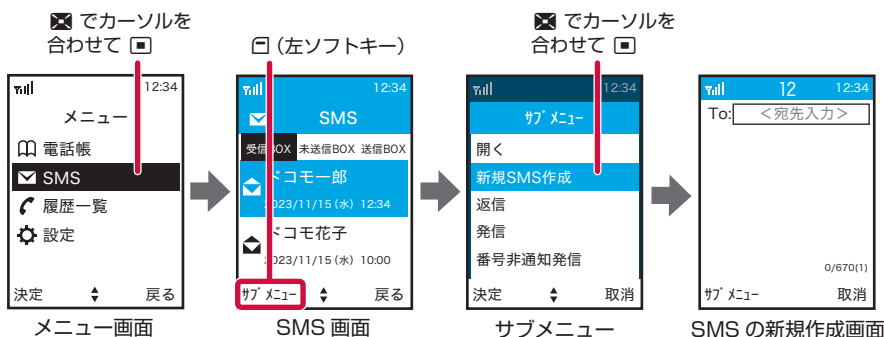 でカーソルを
合わせて
(左ソフトキー)
でカーソルを
合わせて
12:34
メニュー
電話帳
SMS
履歴一覧
設定
決定 戻る
メニュー画面
12:34
SMS
受信BOX 未送信BOX 送信BOX
ドコモ一郎
2023/11/15(水) 12:34
ドコモ花子
2023/11/15(水) 10:00
ｻﾌﾞﾒﾆｭｰ 戻る
SMS 画面
12:34
ｻﾌﾞﾒﾆｭｰ
開く
新規SMS作成
返信
発信
番号非通知発信
決定 取消
サブメニュー
12 12:34
To: <宛先入力>
0/670(1)
ｻﾌﾞﾒﾆｭｰ 取消
SMS の新規作成画面